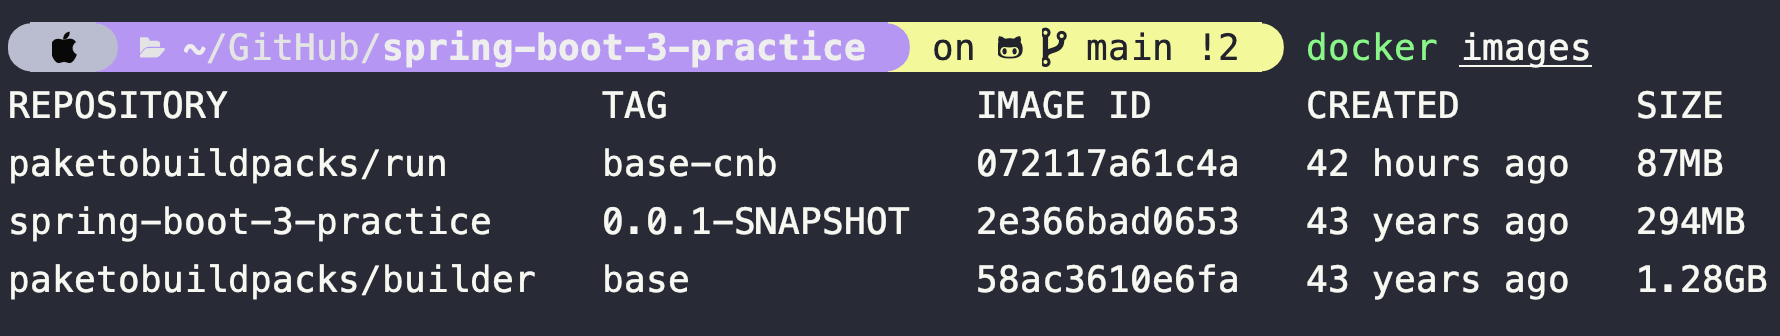 ~/GitHub/spring-boot-3-practice on main !2 docker images
REPOSITORY TAG IMAGE ID CREATED SIZE
paketobuildpacks/run base-cnb 072117a61c4a 42 hours ago 87MB
spring-boot-3-practice 0.0.1-SNAPSHOT 2e366bad0653 43 years ago 294MB
paketobuildpacks/builder base 58ac3610e6fa 43 years ago 1.28GB